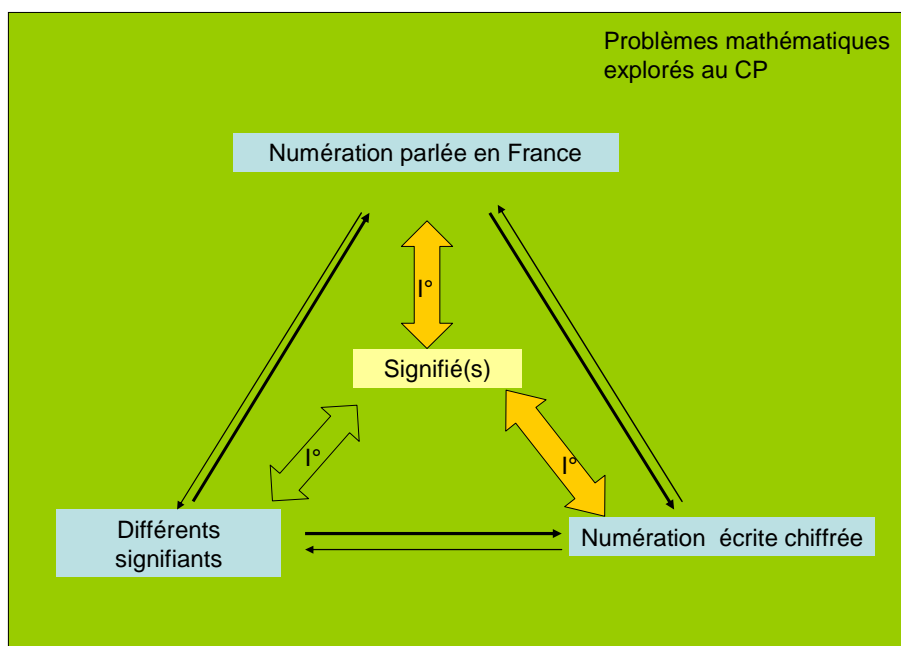 Problèmes mathématiques
explorés au CP
Numération parlée en France
I°
Signifié(s)
I°
I°
Différents
signifiants
Numération écrite chiffrée